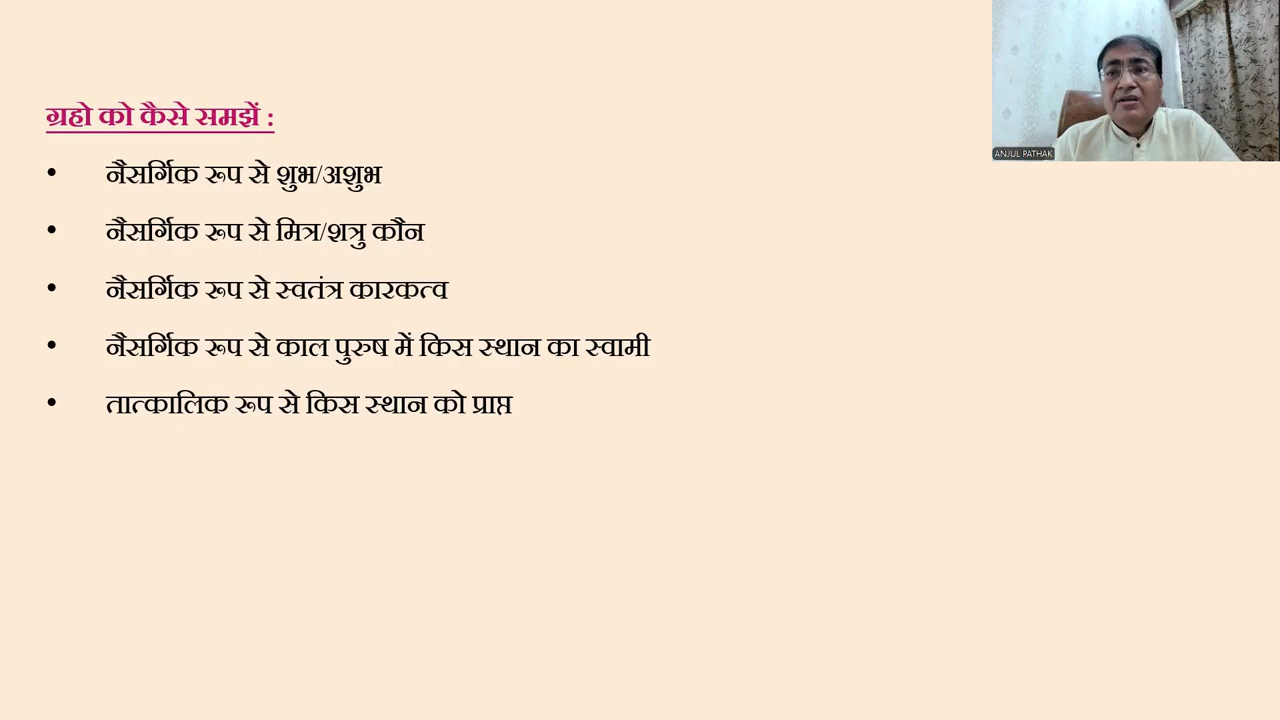 ग्रहो को कैसे समझें :
• नैसर्गिक रूप से शुभ/अशुभ
• नैसर्गिक रूप से मित्र/शत्रु कौन
• नैसर्गिक रूप से स्वतंत्र कारकत्व
• नैसर्गिक रूप से काल पुरुष में किस स्थान का स्वामी
• तात्कालिक रूप से किस स्थान को प्राप्त
ANJUL PATHAK